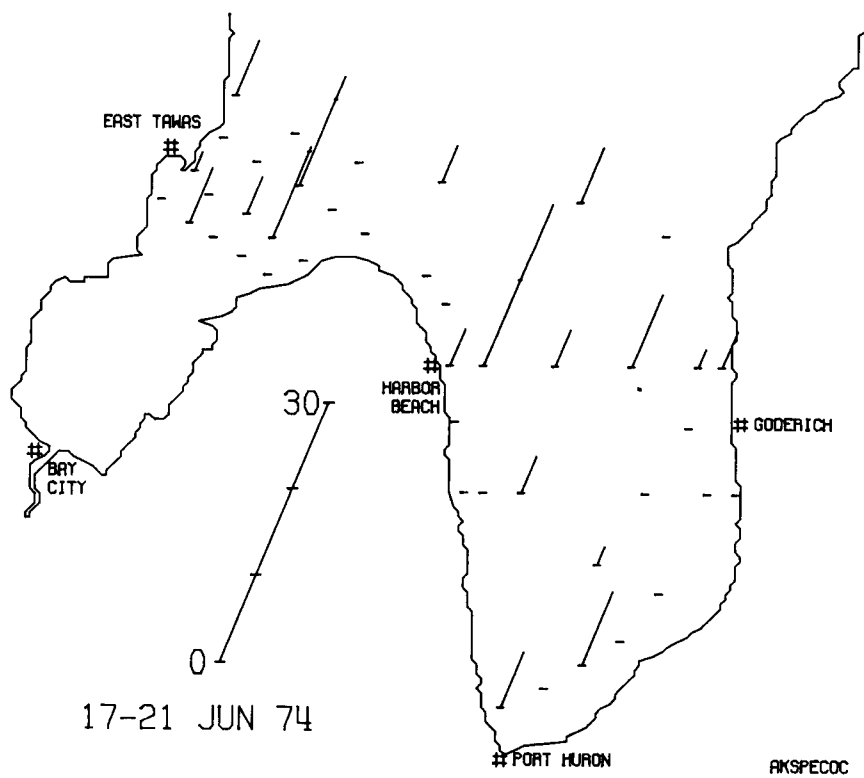 EAST TAWAS
#
HARBOR
BEACH
#
30
# GODERICH
#
BAY
CITY
0
17-21 JUN 74
# PORT HURON
AKSPECOC